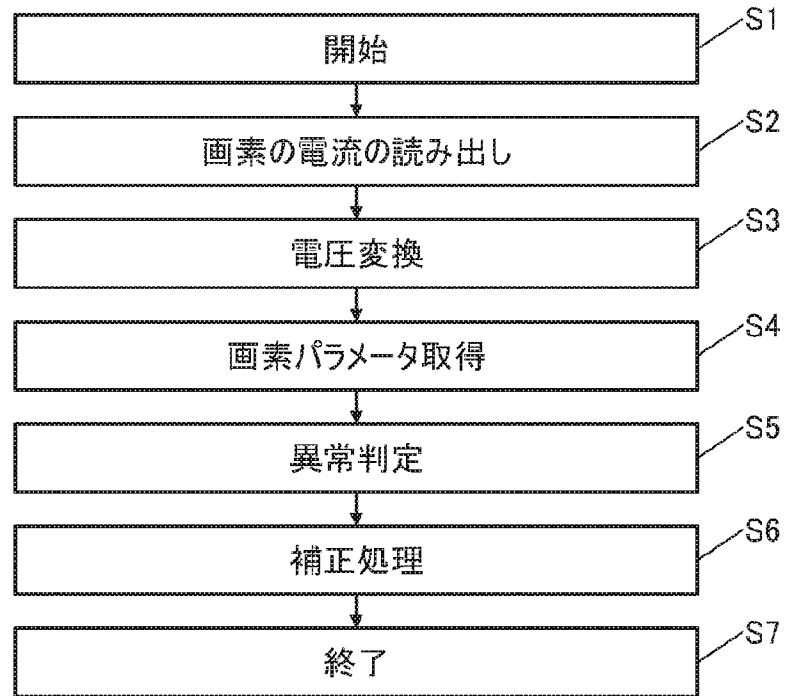 開始
S1
画素の電流の読み出し
S2
電圧変換
S3
画素パラメータ取得
S4
異常判定
S5
補正処理
S6
終了
S7